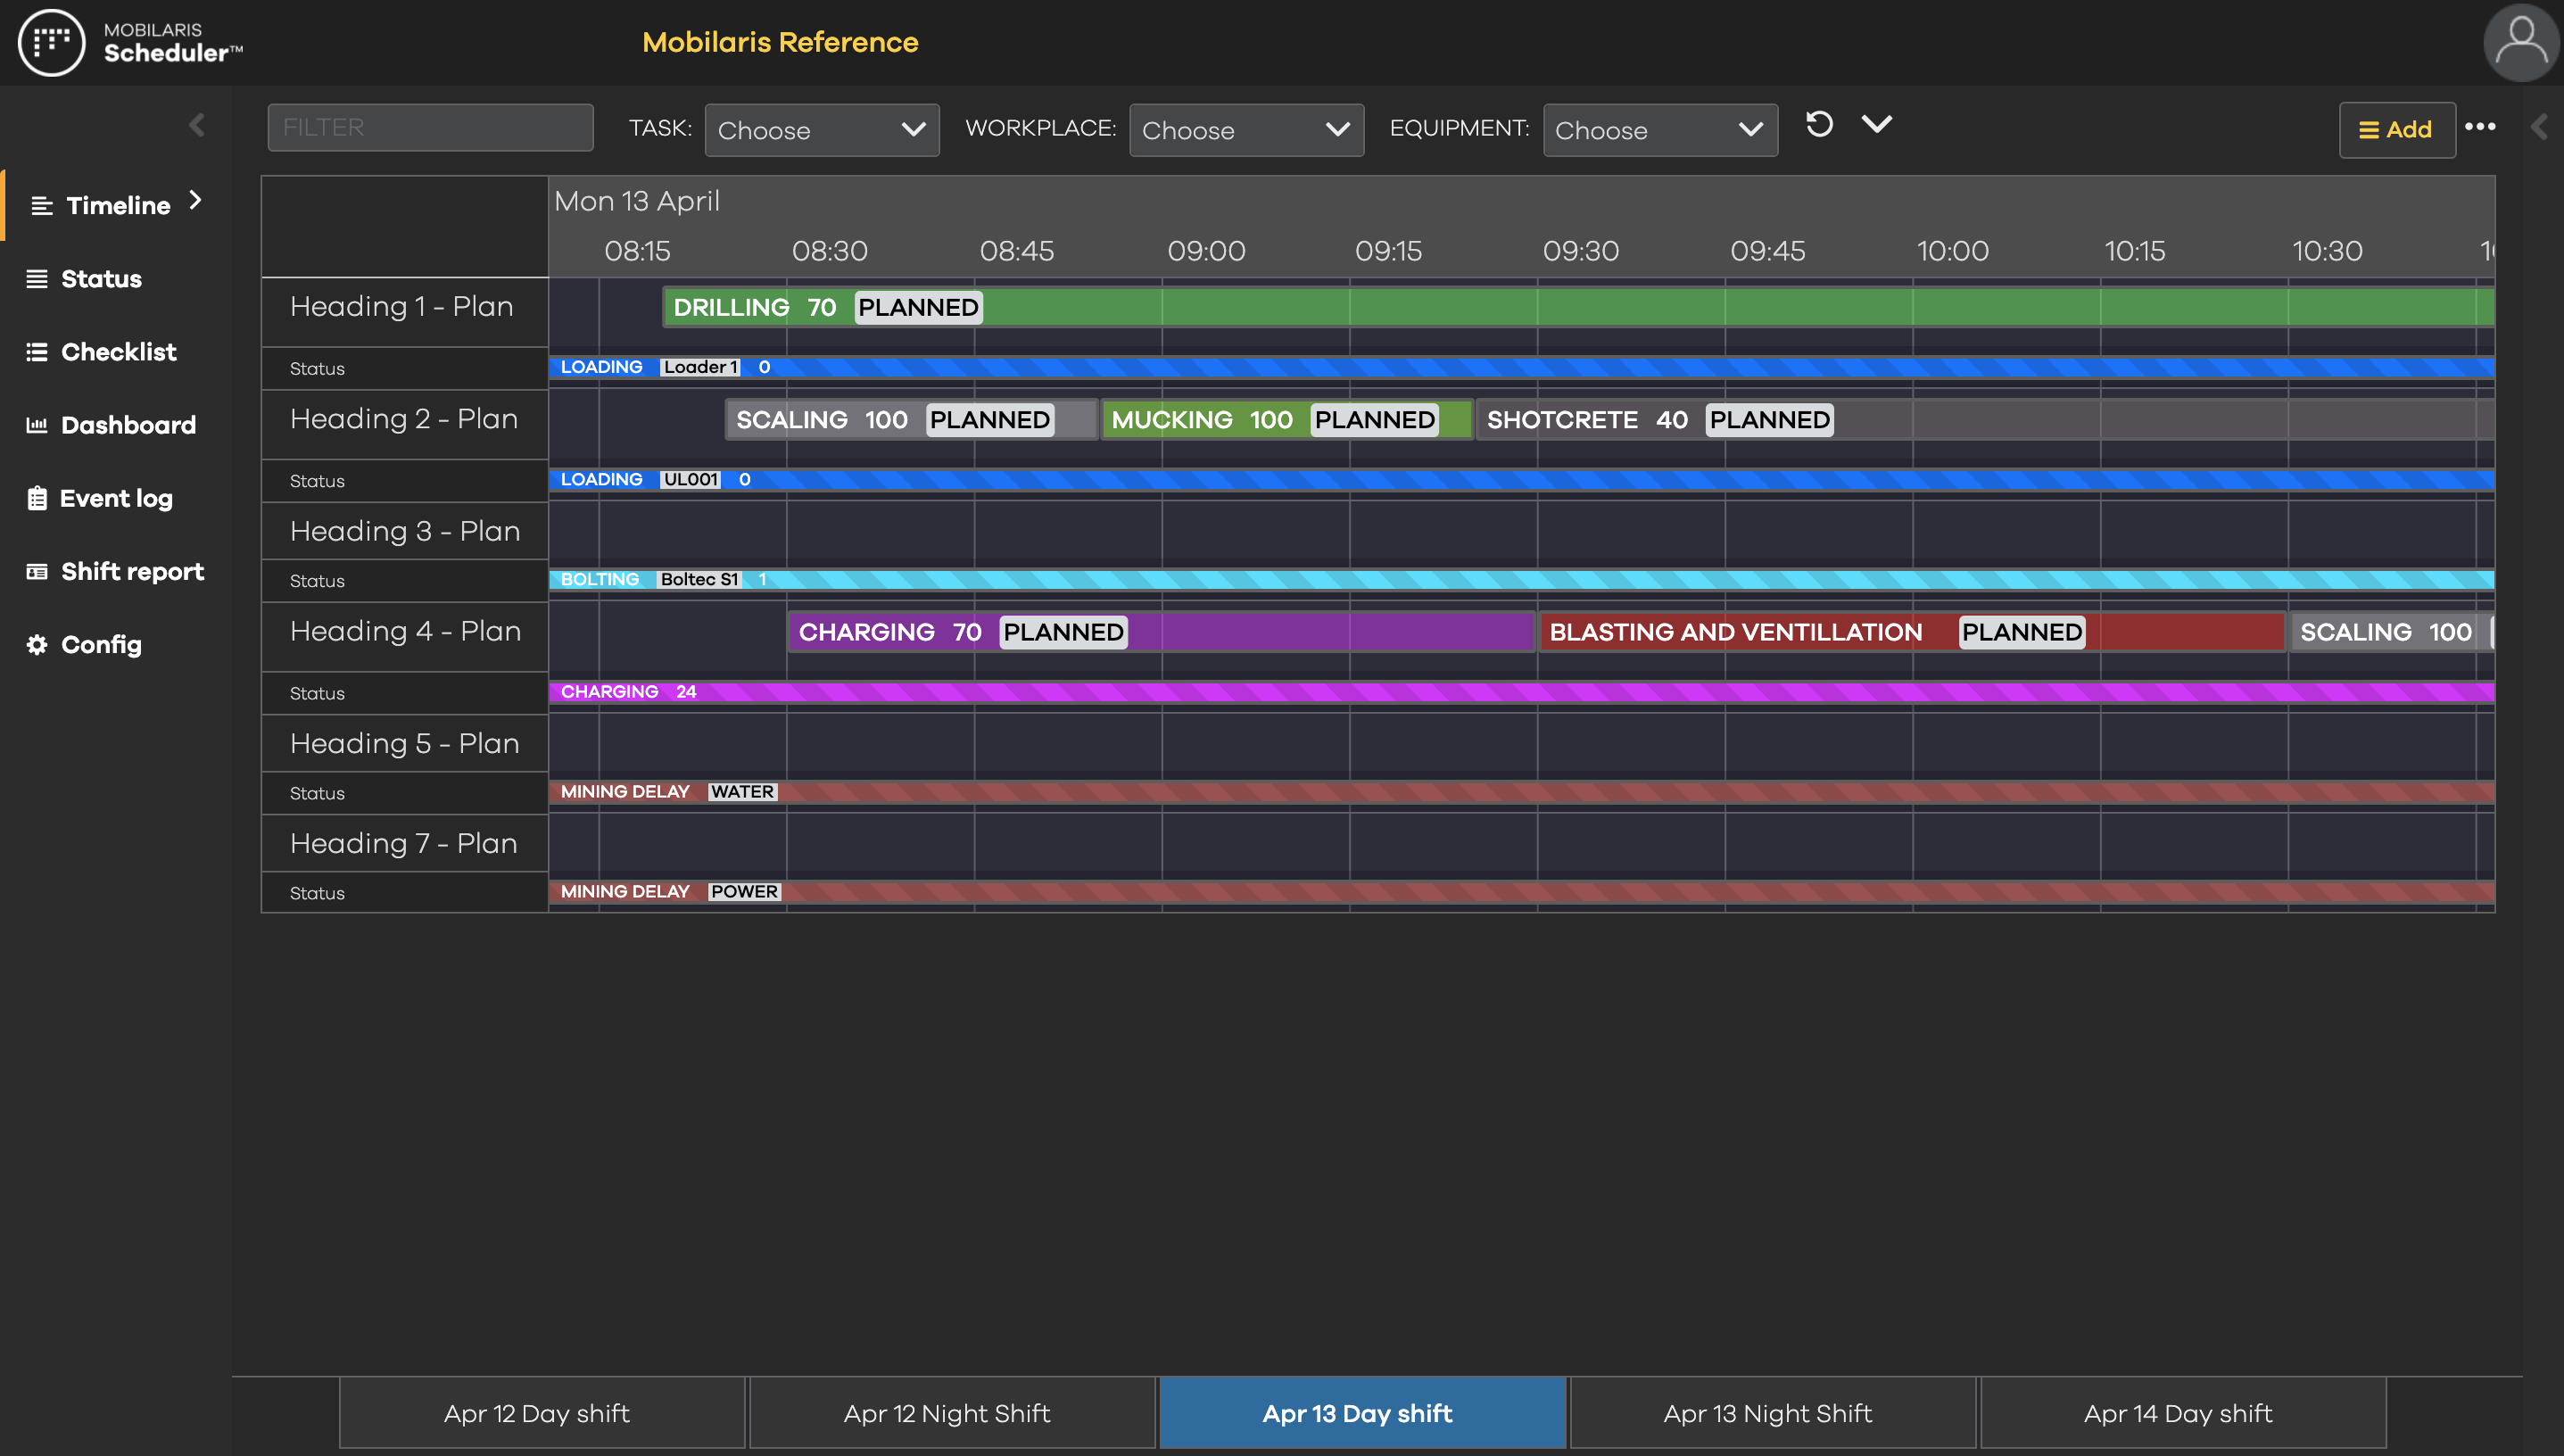 MOBILARIS
Scheduler™
Mobilaris Reference
FILTER
TASK: Choose WORKPLACE: Choose EQUIPMENT: Choose
Add
Timeline
Status
Checklist
Dashboard
Event log
Shift report
Config
Mon 13 April
08:15 08:30 08:45 09:00 09:15 09:30 09:45 10:00 10:15 10:30
Heading 1 - Plan DRILLING 70 PLANNED
Status LOADING Loader 1 0
Heading 2 - Plan SCALING 100 PLANNED MUCKING 100 PLANNED SHOTCRETE 40 PLANNED
Status LOADING UL001 0
Heading 3 - Plan
Status BOLTING Boltec S1 1
Heading 4 - Plan CHARGING 70 PLANNED BLASTING AND VENTILLATION PLANNED SCALING 100
Status CHARGING 24
Heading 5 - Plan
Status MINING DELAY WATER
Heading 7 - Plan
Status MINING DELAY POWER
Apr 12 Day shift Apr 12 Night Shift Apr 13 Day shift Apr 13 Night Shift Apr 14 Day shift